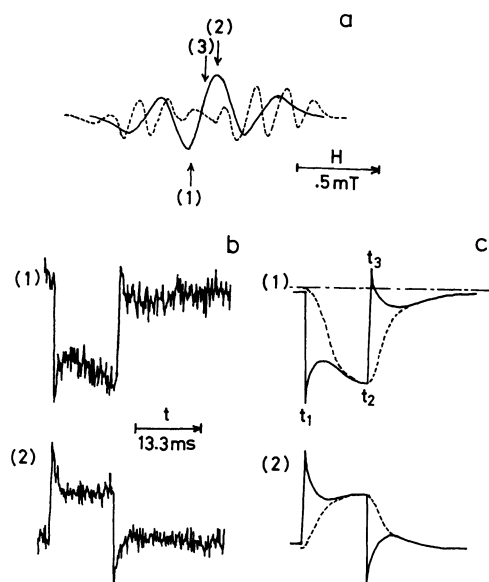 a
(2)
(3)
(1)
H
.5mT
b
c
(1)
(1)
t3
t1
t2
t
13.3ms
(2)
(2)